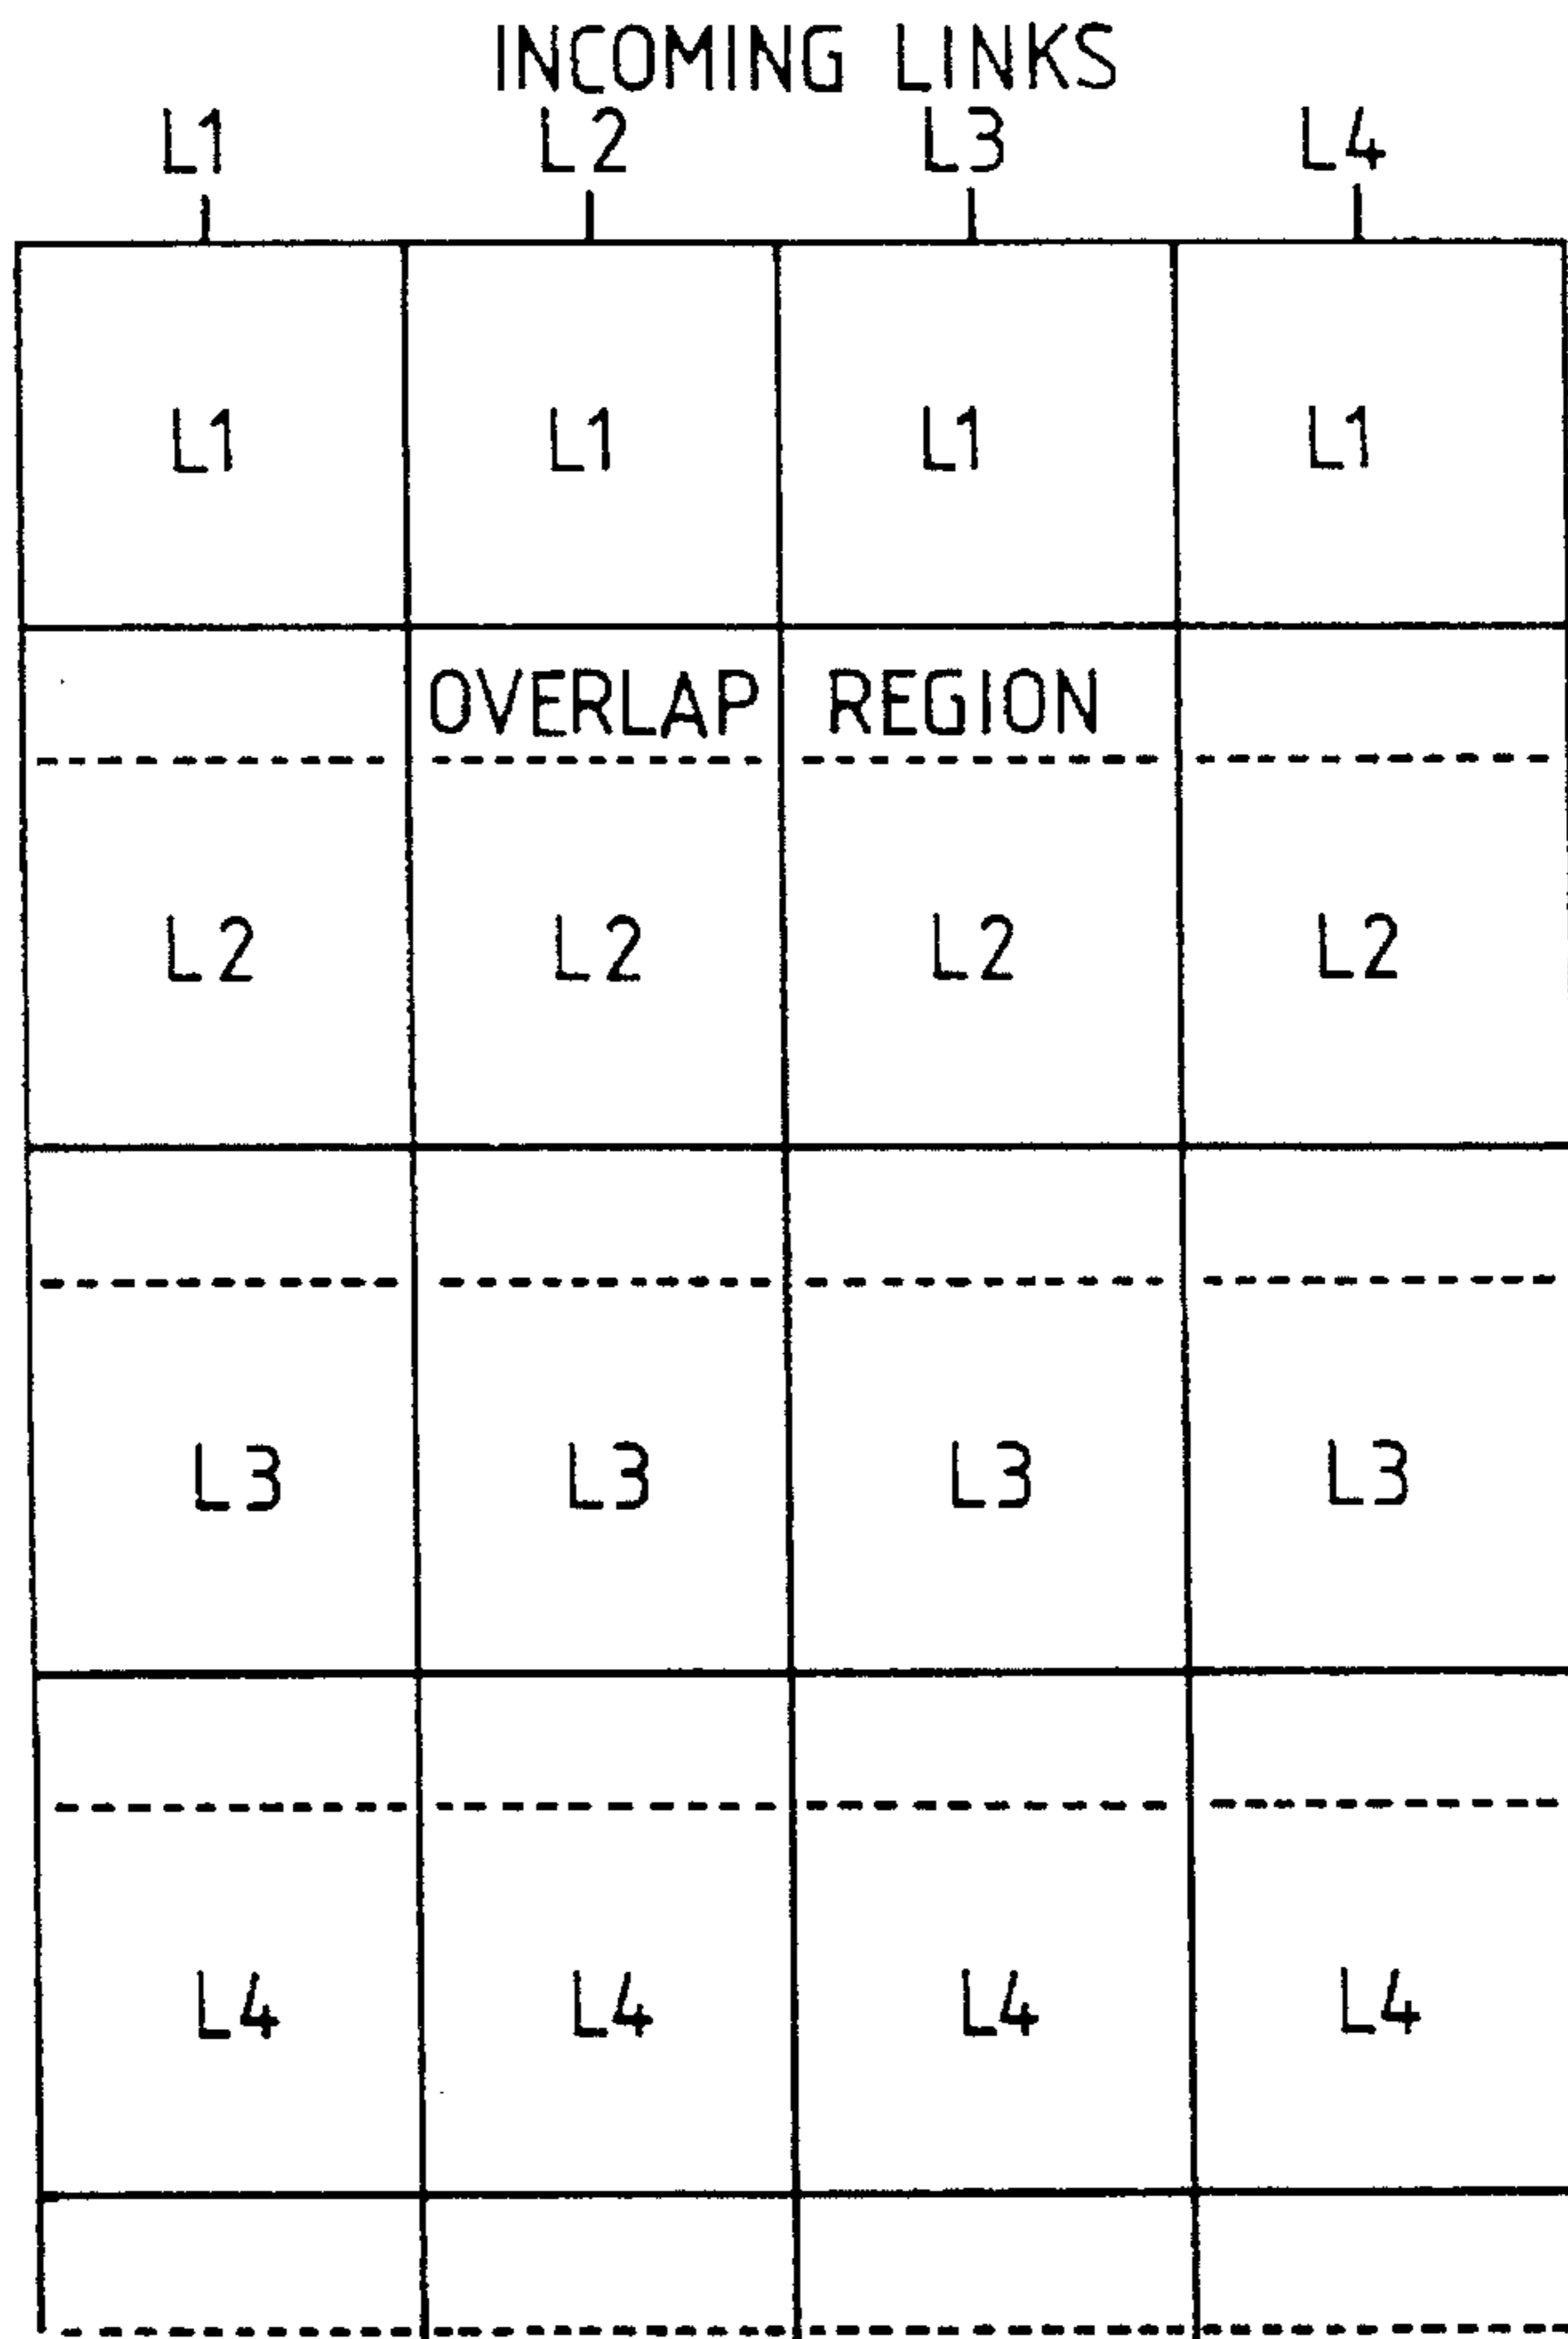 INCOMING LINKS
L1 L2 L3 L4
L1 L1 L1 L1
OVERLAP REGION
L2 L2 L2 L2
L3 L3 L3 L3
L4 L4 L4 L4